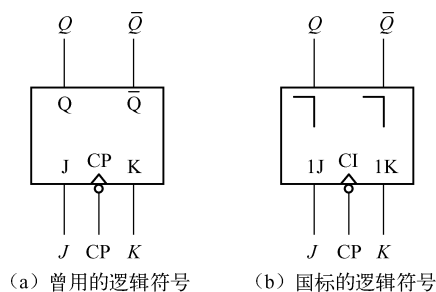 Q Q̅ Q Q̅
Q Q̅
J CP K 1J CI 1K
J CP K J CP K
（a）曾用的逻辑符号 （b）国标的逻辑符号